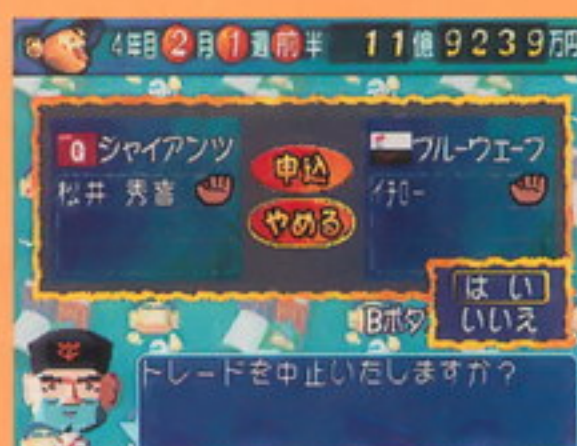 4年目2月1週前半 11億9239万円
G ジャイアンツ
ブルーウェーブ
松井 秀喜
イチロー
申込
やめる
はい
いいえ
Bボタ
トレードを中止いたしますか?